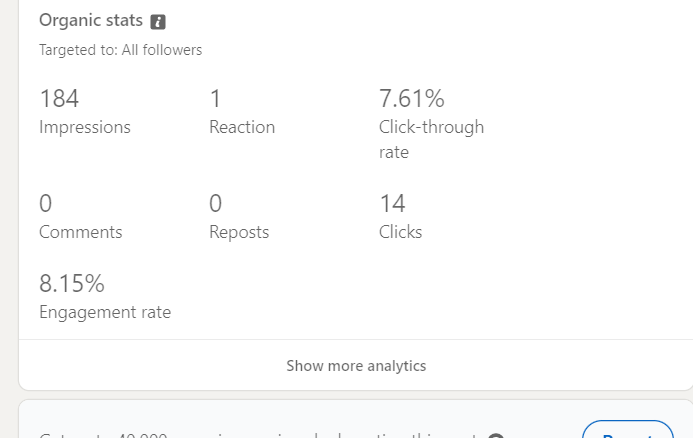 Organic stats
Targeted to: All followers
184
Impressions
1
Reaction
7.61%
Click-through
rate
0
Comments
0
Reposts
14
Clicks
8.15%
Engagement rate
Show more analytics